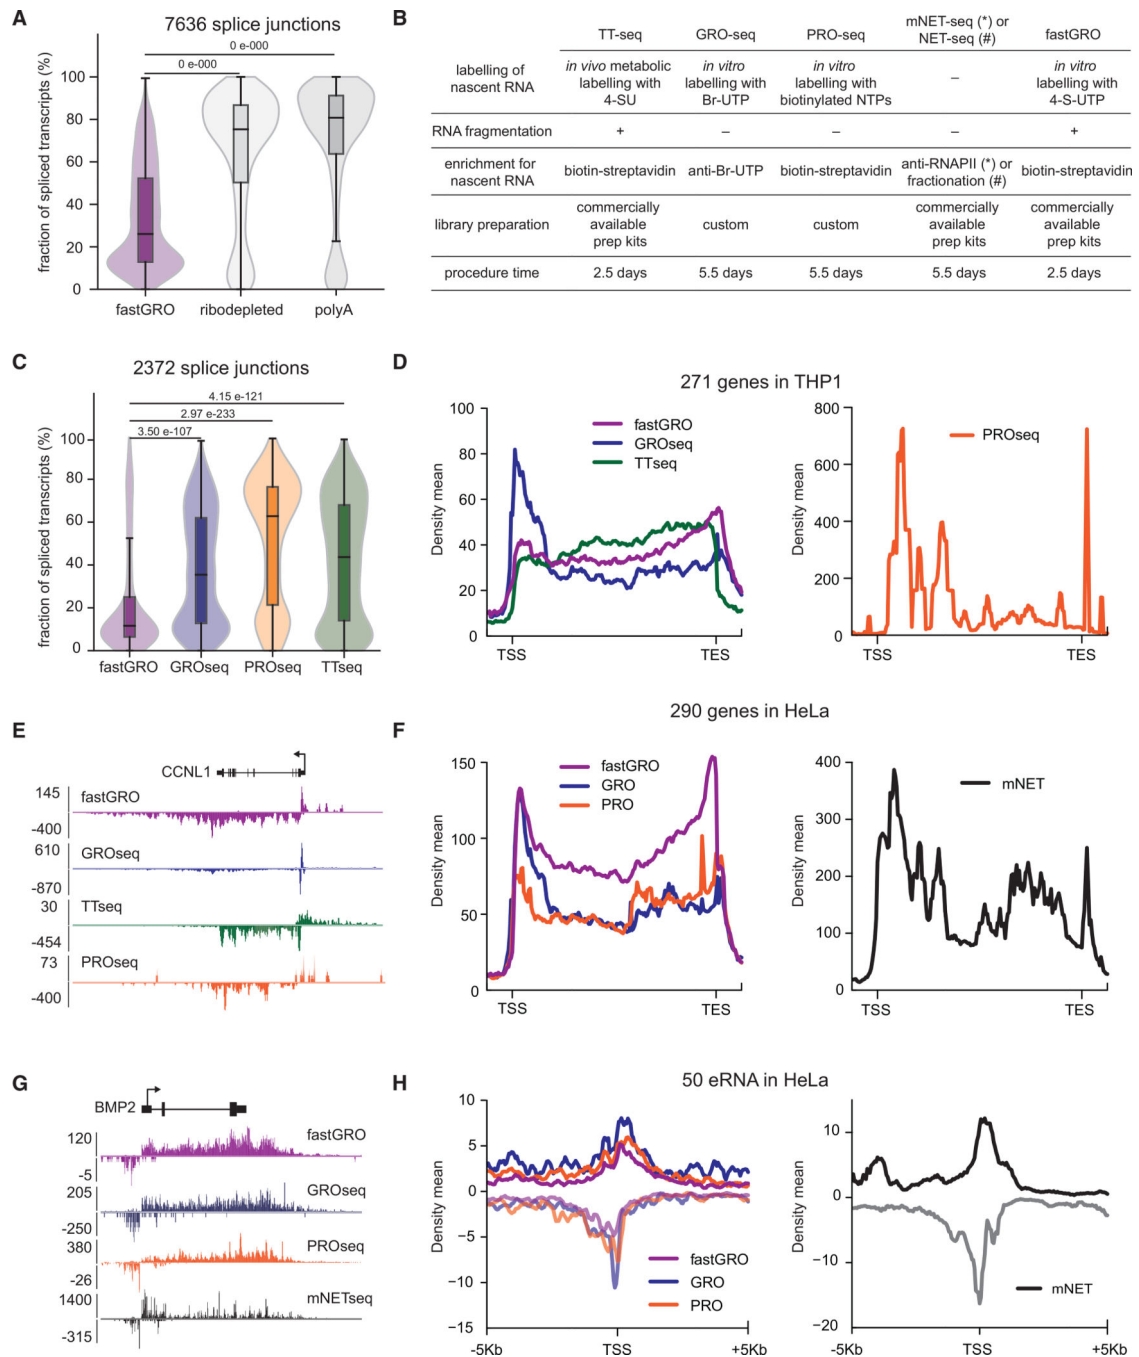 A
7636 splice junctions
0 e-000
0 e-000
fraction of spliced transcripts (%)
100
80
60
40
20
0
fastGRO ribodepleted polyA
B
TT-seq GRO-seq PRO-seq mNET-seq (*) or NET-seq (#) fastGRO
labelling of nascent RNA
in vivo metabolic labelling with 4-SU
in vitro labelling with Br-UTP
in vitro labelling with biotinylated NTPs
–
in vitro labelling with 4-S-UTP
RNA fragmentation + – – – +
enrichment for nascent RNA
biotin-streptavidin
anti-Br-UTP
biotin-streptavidin
anti-RNAPII (*) or fractionation (#)
biotin-streptavidin
library preparation
commercially available prep kits
custom
custom
commercially available prep kits
commercially available prep kits
procedure time 2.5 days 5.5 days 5.5 days 5.5 days 2.5 days
C
2372 splice junctions
4.15 e-121
2.97 e-233
3.50 e-107
fraction of spliced transcripts (%)
100
80
60
40
20
0
fastGRO GROseq PROseq TTseq
D
271 genes in THP1
Density mean
100
80
60
40
20
0
fastGRO
GROseq
TTseq
TSS TES
Density mean
800
600
400
200
0
PROseq
TSS TES
E
CCNL1
145
fastGRO
-400
610
GROseq
-870
30
TTseq
-454
73
PROseq
-400
F
290 genes in HeLa
Density mean
150
100
50
0
fastGRO
GRO
PRO
TSS TES
Density mean
400
300
200
100
0
mNET
TSS TES
G
BMP2
fastGRO
120
-5
GROseq
205
-250
PROseq
380
-26
mNETseq
1400
-315
H
50 eRNA in HeLa
Density mean
10
5
0
−5
−10
−15
fastGRO
GRO
PRO
-5Kb TSS +5Kb
Density mean
10
0
−10
−20
mNET
-5Kb TSS +5Kb